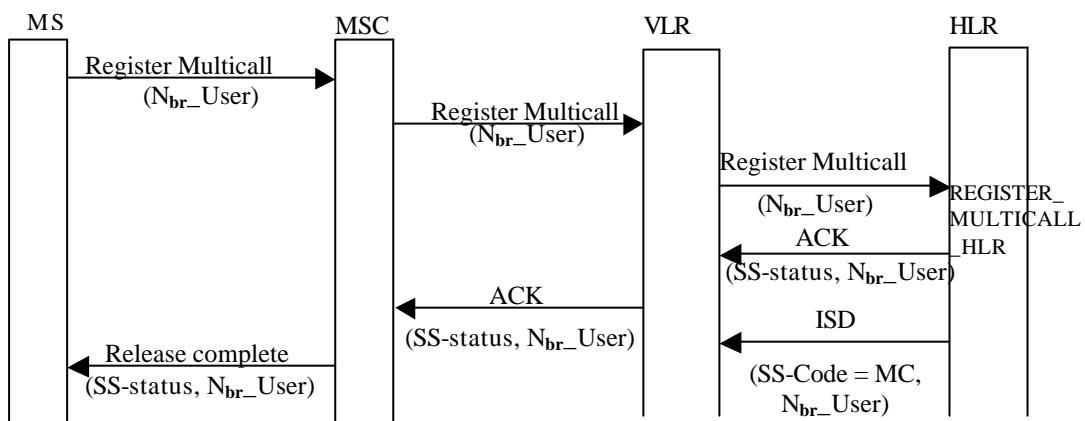 MS
MSC
VLR
HLR
Register Multicall
(Nbr_User)
Register Multicall
(Nbr_User)
Register Multicall
(Nbr_User)
REGISTER_
MULTICALL
_HLR
ACK
(SS-status, Nbr_User)
ACK
(SS-status, Nbr_User)
ISD
(SS-Code = MC,
Nbr_User)
Release complete
(SS-status, Nbr_User)